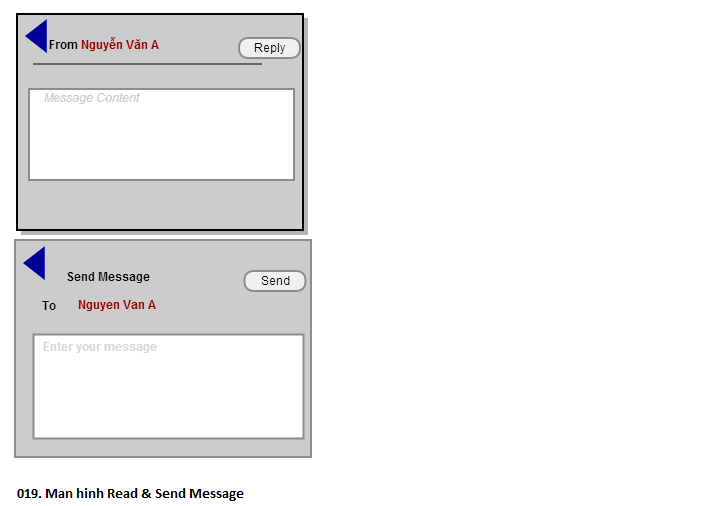 From Nguyễn Văn A
Reply
Message Content
Send Message
Send
To Nguyen Van A
Enter your message
019. Man hinh Read & Send Message